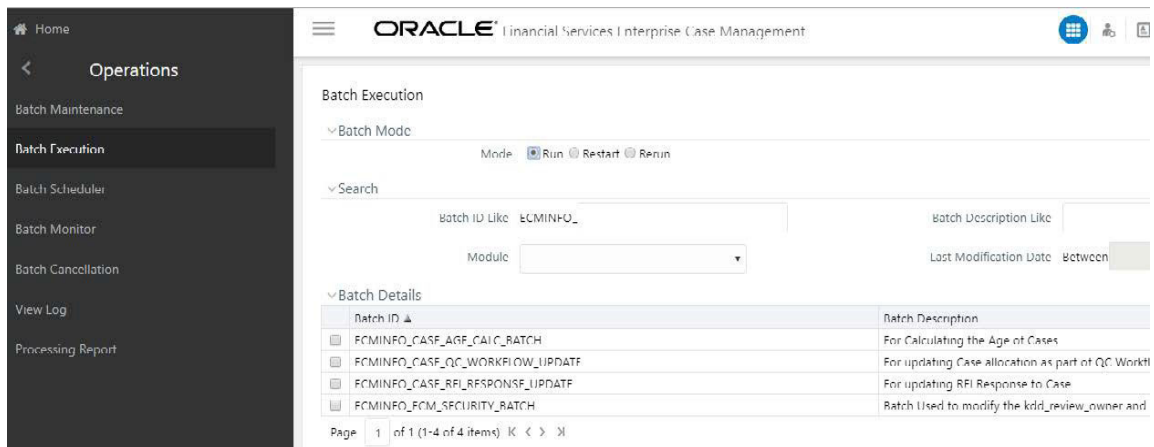 Home
ORACLE Financial Services Enterprise Case Management
Operations
Batch Maintenance
Batch Execution
Batch Scheduler
Batch Monitor
Batch Cancellation
View Log
Processing Report
Batch Execution
Batch Mode
Mode Run Restart Rerun
Search
Batch ID Like ECMINFO_ Batch Description Like
Module Last Modification Date Between
Batch Details
Batch ID Batch Description
ECMINFO_CASE_AGE_CALC_BATCH For Calculating the Age of Cases
ECMINFO_CASE_QC_WORKFLOW_UPDATE For updating Case allocation as part of QC Workfl
ECMINFO_CASE_RFI_RESPONSE_UPDATE For updating RFI Response to Case
ECMINFO_ECM_SECURITY_BATCH Batch Used to modify the kdd_review_owner and
Page 1 of 1 (1-4 of 4 items)